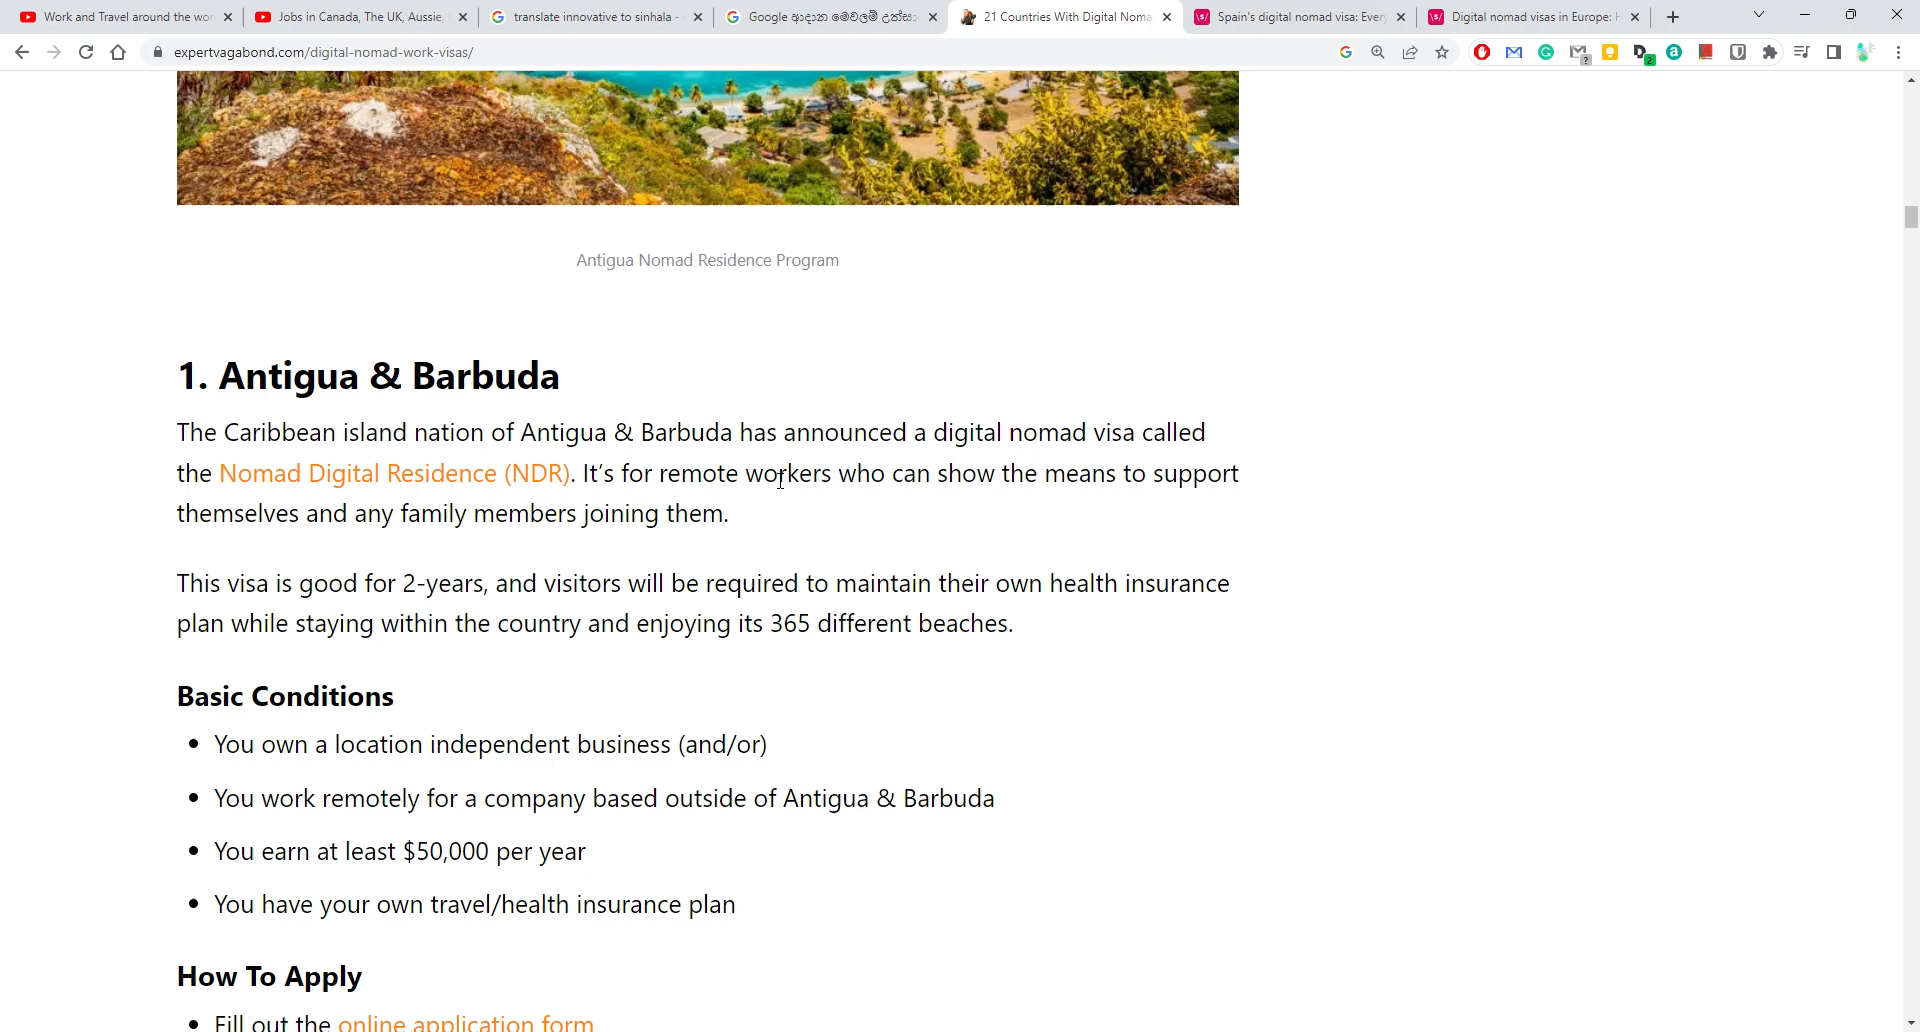 Work and Travel around the wor
Jobs in Canada, The UK, Aussie,
translate innovative to sinhala -
Google ආදාන මෙවලම් උත්සා
21 Countries With Digital Noma
Spain's digital nomad visa: Every
Digital nomad visas in Europe: H
expertvagabond.com/digital-nomad-work-visas/
Antigua Nomad Residence Program
1. Antigua & Barbuda
The Caribbean island nation of Antigua & Barbuda has announced a digital nomad visa called
the Nomad Digital Residence (NDR). It’s for remote workers who can show the means to support
themselves and any family members joining them.
This visa is good for 2-years, and visitors will be required to maintain their own health insurance
plan while staying within the country and enjoying its 365 different beaches.
Basic Conditions
• You own a location independent business (and/or)
• You work remotely for a company based outside of Antigua & Barbuda
• You earn at least $50,000 per year
• You have your own travel/health insurance plan
How To Apply
• Fill out the online application form